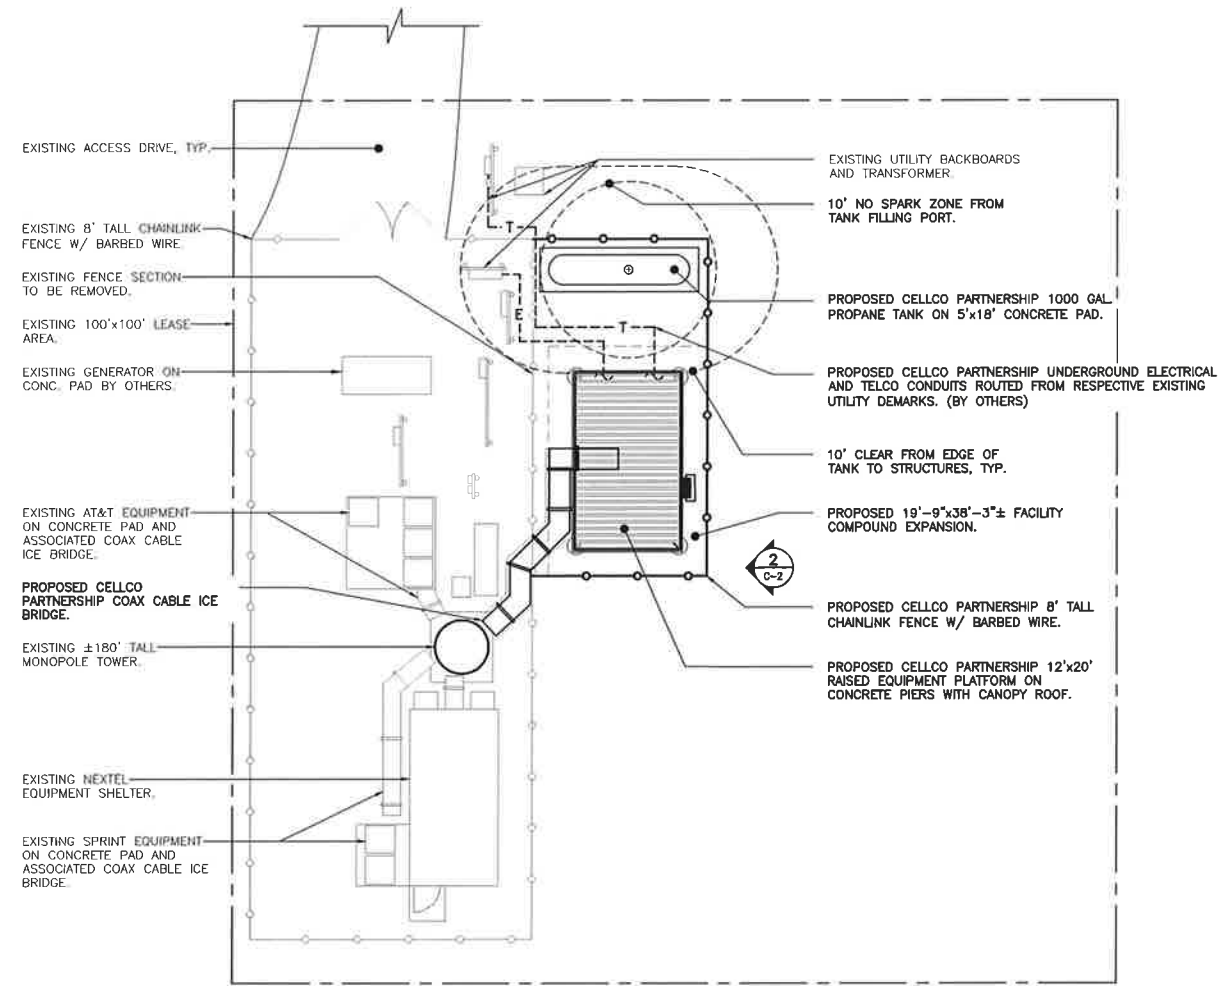 EXISTING ACCESS DRIVE, TYP.
EXISTING 8' TALL CHAINLINK
FENCE W/ BARBED WIRE.
EXISTING FENCE SECTION
TO BE REMOVED.
EXISTING 100'x100' LEASE
AREA.
EXISTING GENERATOR ON
CONC. PAD BY OTHERS.
EXISTING AT&T EQUIPMENT
ON CONCRETE PAD AND
ASSOCIATED COAX CABLE
ICE BRIDGE.
PROPOSED CELLCO
PARTNERSHIP COAX CABLE ICE
BRIDGE.
EXISTING ±180' TALL
MONOPOLE TOWER.
EXISTING NEXTEL
EQUIPMENT SHELTER.
EXISTING SPRINT EQUIPMENT
ON CONCRETE PAD AND
ASSOCIATED COAX CABLE ICE
BRIDGE.
T
E
T
2
C-2
EXISTING UTILITY BACKBOARDS
AND TRANSFORMER.
10' NO SPARK ZONE FROM
TANK FILLING PORT.
PROPOSED CELLCO PARTNERSHIP 1000 GAL.
PROPANE TANK ON 5'x18' CONCRETE PAD.
PROPOSED CELLCO PARTNERSHIP UNDERGROUND ELECTRICAL
AND TELCO CONDUITS ROUTED FROM RESPECTIVE EXISTING
UTILITY DEMARKS. (BY OTHERS)
10' CLEAR FROM EDGE OF
TANK TO STRUCTURES, TYP.
PROPOSED 19'-9"x38'-3"± FACILITY
COMPOUND EXPANSION.
PROPOSED CELLCO PARTNERSHIP 8' TALL
CHAINLINK FENCE W/ BARBED WIRE.
PROPOSED CELLCO PARTNERSHIP 12'x20'
RAISED EQUIPMENT PLATFORM ON
CONCRETE PIERS WITH CANOPY ROOF.